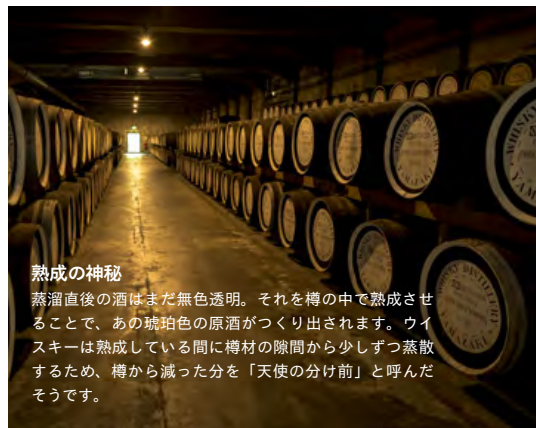 熟成の神秘
蒸溜直後の酒はまだ無色透明。それを樽の中で熟成させ
ることで、あの琥珀色の原酒がつくり出されます。ウイ
スキーは熟成している間に樽材の隙間から少しずつ蒸散
するため、樽から減った分を「天使の分け前」と呼んだ
そうです。
WHISKY DISTILLERY
YAMAZAKI